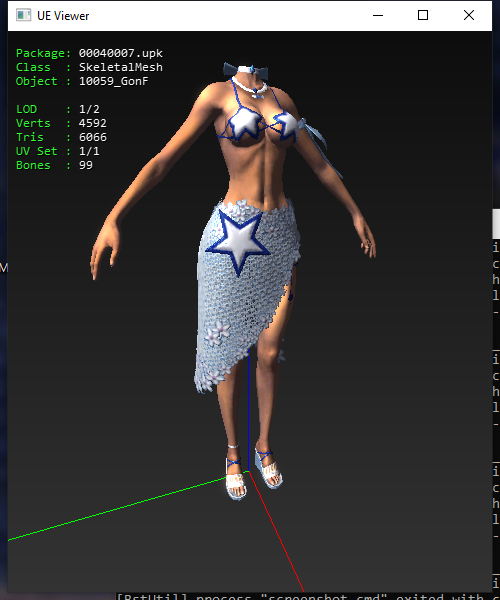 UE Viewer
Package: 00040007.upk
Class : SkeletalMesh
Object : 10059_GonF
LOD : 1/2
Verts : 4592
Tris : 6066
UV Set : 1/1
Bones : 99
M
i
c
h
l
-
i
c
h
l
-
i
c
h
l
-
i
process "screenshot.cmd" exited with c